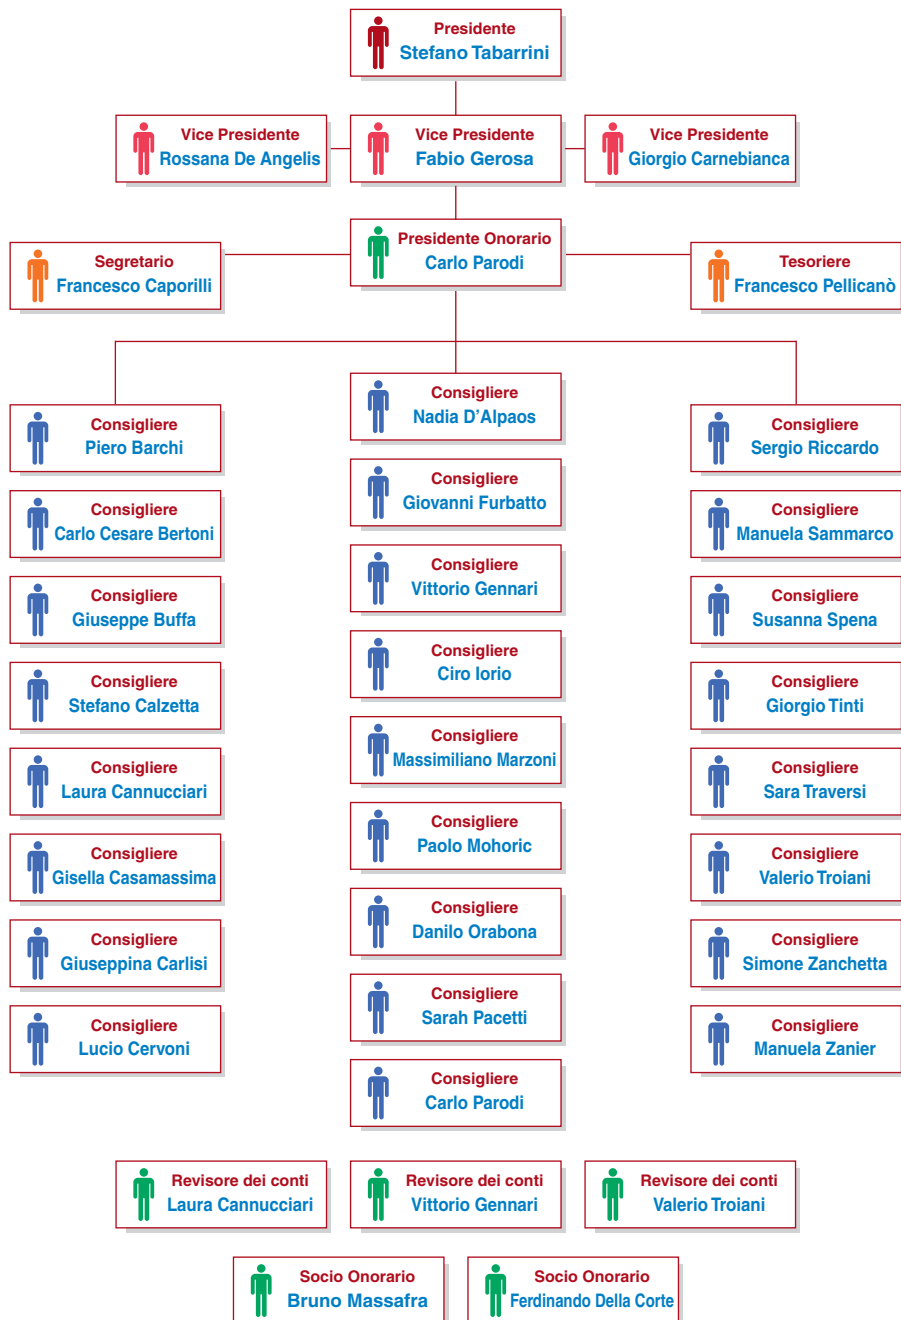 Presidente
Stefano Tabarrini
Vice Presidente
Rossana De Angelis
Vice Presidente
Fabio Gerosa
Vice Presidente
Giorgio Carnebianca
Presidente Onorario
Carlo Parodi
Segretario
Francesco Caporilli
Tesoriere
Francesco Pellicanò
Consigliere
Piero Barchi
Consigliere
Carlo Cesare Bertoni
Consigliere
Giuseppe Buffa
Consigliere
Stefano Calzetta
Consigliere
Laura Cannucciari
Consigliere
Gisella Casamassima
Consigliere
Giuseppina Carlisi
Consigliere
Lucio Cervoni
Consigliere
Nadia D'Alpaos
Consigliere
Giovanni Furbatto
Consigliere
Vittorio Gennari
Consigliere
Ciro Iorio
Consigliere
Massimiliano Marzoni
Consigliere
Paolo Mohoric
Consigliere
Danilo Orabona
Consigliere
Sarah Pacetti
Consigliere
Carlo Parodi
Consigliere
Sergio Riccardo
Consigliere
Manuela Sammarco
Consigliere
Susanna Spena
Consigliere
Giorgio Tinti
Consigliere
Sara Traversi
Consigliere
Valerio Troiani
Consigliere
Simone Zanchetta
Consigliere
Manuela Zanier
Revisore dei conti
Laura Cannucciari
Revisore dei conti
Vittorio Gennari
Revisore dei conti
Valerio Troiani
Socio Onorario
Bruno Massafra
Socio Onorario
Ferdinando Della Corte